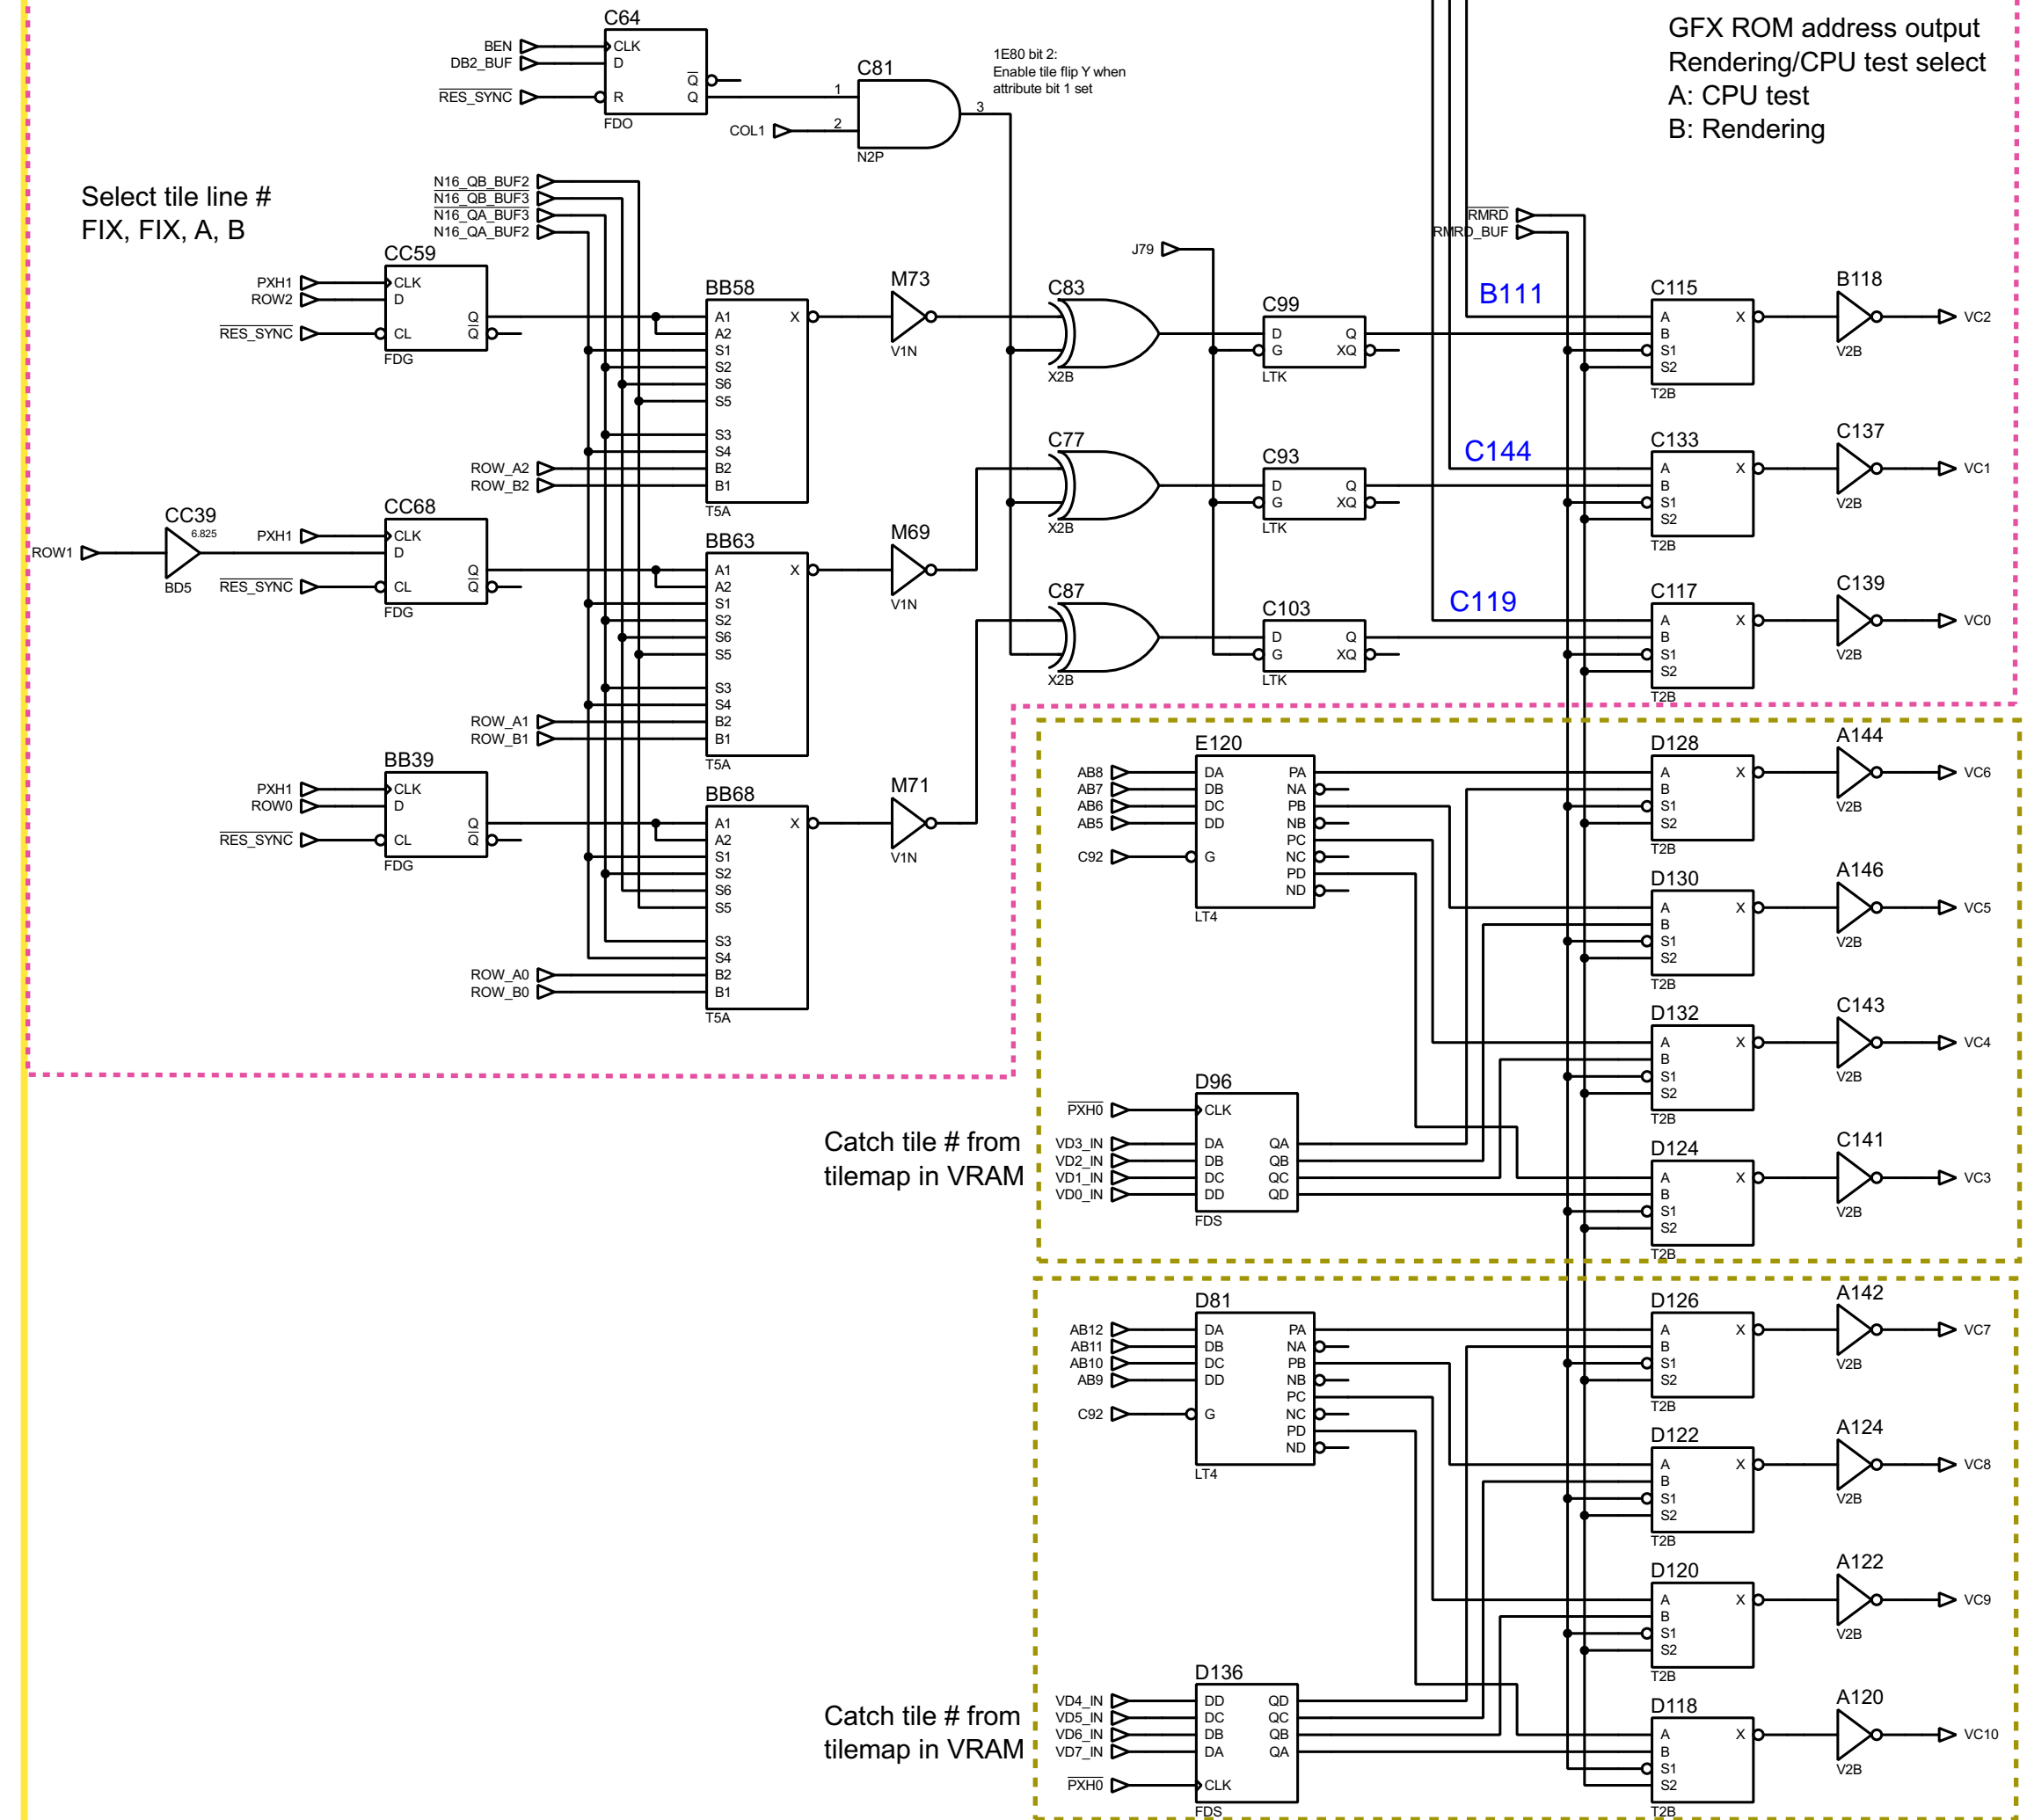 GFX ROM address output
Rendering/CPU test select
A: CPU test
B: Rendering
C64
BEN
DB2_BUF
RES_SYNC
CLK
D
R
Q
Q
FDO
C81
1
2
3
COL1
N2P
1E80 bit 2:
Enable tile flip Y when
attribute bit 1 set
Select tile line #
FIX, FIX, A, B
N16_QB_BUF2
N16_QB_BUF3
N16_QA_BUF3
N16_QA_BUF2
RMRD
RMRD_BUF
J79
CC59
PXH1
ROW2
RES_SYNC
CLK
D
CL
Q
Q
FDG
BB58
A1
A2
S1
S2
S6
S5
S3
S4
B2
B1
X
T5A
ROW_A2
ROW_B2
M73
V1N
C83
X2B
C99
D
G
Q
XQ
LTK
B111
C115
A
B
S1
S2
X
T2B
B118
V2B
VC2
CC39
6.825
ROW1
BD5
CC68
PXH1
RES_SYNC
CLK
D
CL
Q
Q
FDG
BB63
A1
A2
S1
S2
S6
S5
S3
S4
B2
B1
X
T5A
ROW_A1
ROW_B1
M69
V1N
C77
X2B
C93
D
G
Q
XQ
LTK
C144
C133
A
B
S1
S2
X
T2B
C137
V2B
VC1
BB39
PXH1
ROW0
RES_SYNC
CLK
D
CL
Q
Q
FDG
BB68
A1
A2
S1
S2
S6
S5
S3
S4
B2
B1
X
T5A
ROW_A0
ROW_B0
M71
V1N
C87
X2B
C103
D
G
Q
XQ
LTK
C119
C117
A
B
S1
S2
X
T2B
C139
V2B
VC0
E120
AB8
AB7
AB6
AB5
C92
DA
DB
DC
DD
G
PA
NA
PB
NB
PC
NC
PD
ND
LT4
D128
A
B
S1
S2
X
T2B
A144
V2B
VC6
D130
A
B
S1
S2
X
T2B
A146
V2B
VC5
D132
A
B
S1
S2
X
T2B
C143
V2B
VC4
Catch tile # from
tilemap in VRAM
D96
PXH0
VD3_IN
VD2_IN
VD1_IN
VD0_IN
CLK
DA
DB
DC
DD
QA
QB
QC
QD
FDS
D124
A
B
S1
S2
X
T2B
C141
V2B
VC3
D81
AB12
AB11
AB10
AB9
C92
DA
DB
DC
DD
G
PA
NA
PB
NB
PC
NC
PD
ND
LT4
D126
A
B
S1
S2
X
T2B
A142
V2B
VC7
D122
A
B
S1
S2
X
T2B
A124
V2B
VC8
D120
A
B
S1
S2
X
T2B
A122
V2B
VC9
Catch tile # from
tilemap in VRAM
D136
VD4_IN
VD5_IN
VD6_IN
VD7_IN
PXH0
DD
DC
DB
DA
CLK
QD
QC
QB
QA
FDS
D118
A
B
S1
S2
X
T2B
A120
V2B
VC10